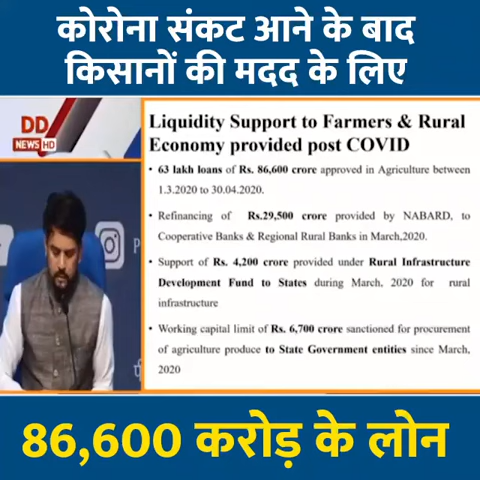 कोरोना संकट आने के बाद
किसानों की मदद के लिए
DD
NEWS HD
Liquidity Support to Farmers & Rural
Economy provided post COVID
• 63 lakh loans of Rs. 86,600 crore approved in Agriculture between
1.3.2020 to 30.04.2020.
• Refinancing of Rs.29,500 crore provided by NABARD, to
Cooperative Banks & Regional Rural Banks in March,2020.
• Support of Rs. 4,200 crore provided under Rural Infrastructure
Development Fund to States during March, 2020 for rural
infrastructure
• Working capital limit of Rs. 6,700 crore sanctioned for procurement
of agriculture produce to State Government entities since March,
2020
86,600 करोड़ के लोन